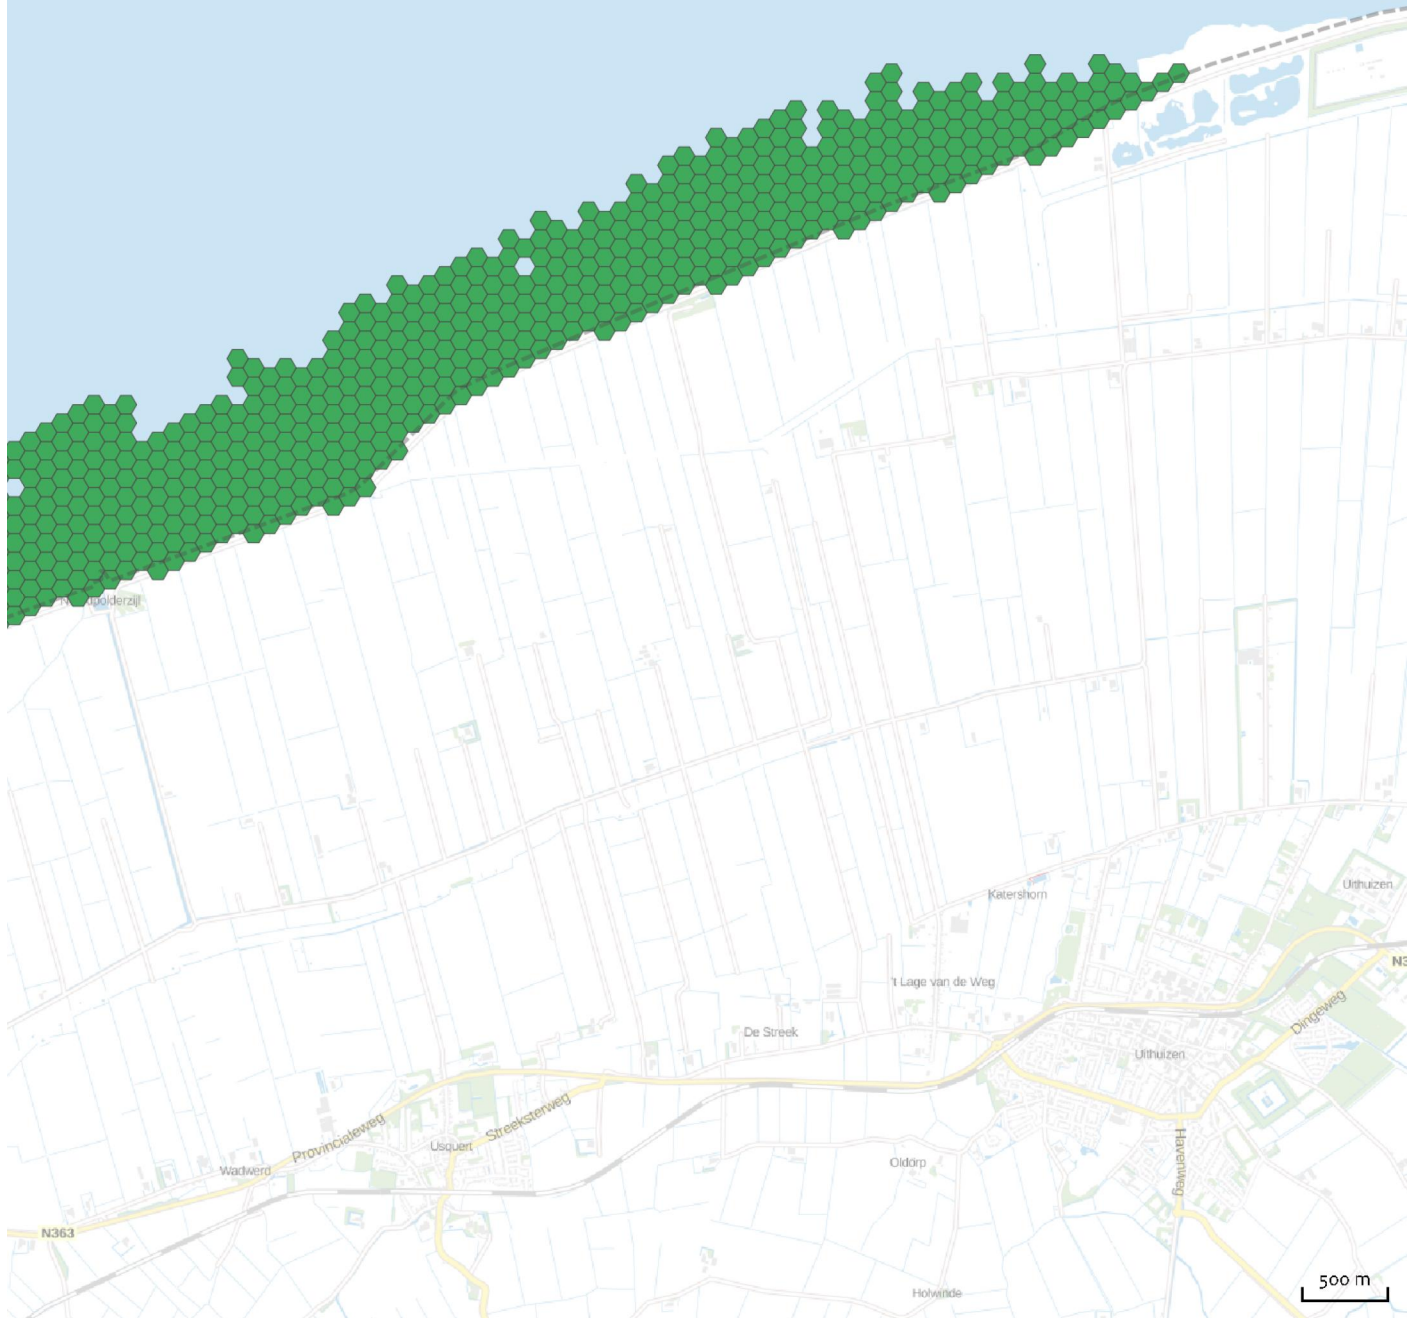 Uithuizen
Katershorn
't Lage van de Weg
N3
De Streek
Dingeweg
Uithuizen
Streeksterweg
Provincialeweg
Usquert
Havenweg
Wadwerd
Oldorp
N363
500 m
Holwinde